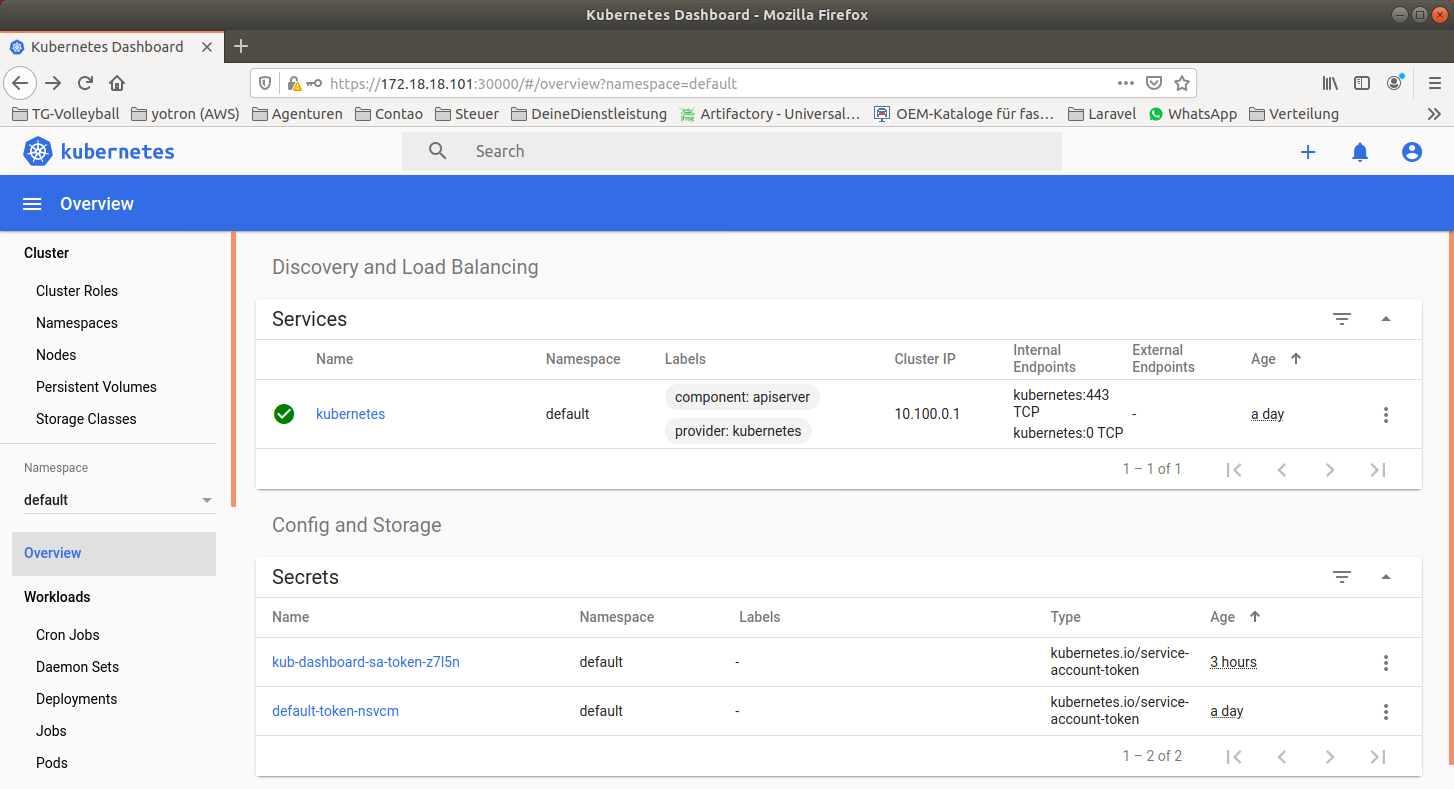 Kubernetes Dashboard - Mozilla Firefox
Kubernetes Dashboard
https://172.18.18.101:30000/#/overview?namespace=default
TG-Volleyball yotron (AWS) Agenturen Contao Steuer DeineDienstleistung Artifactory - Universal... OEM-Kataloge für fas... Laravel WhatsApp Verteilung
kubernetes
Search
Overview
Cluster
Cluster Roles
Namespaces
Nodes
Persistent Volumes
Storage Classes
Namespace
default
Overview
Workloads
Cron Jobs
Daemon Sets
Deployments
Jobs
Pods
Discovery and Load Balancing
Services
Name Namespace Labels Cluster IP Internal Endpoints External Endpoints Age
kubernetes default component: apiserver provider: kubernetes 10.100.0.1 kubernetes:443 TCP kubernetes:0 TCP - a day
1 – 1 of 1
Config and Storage
Secrets
Name Namespace Labels Type Age
kub-dashboard-sa-token-z7l5n default - kubernetes.io/service-account-token 3 hours
default-token-nsvcm default - kubernetes.io/service-account-token a day
1 – 2 of 2